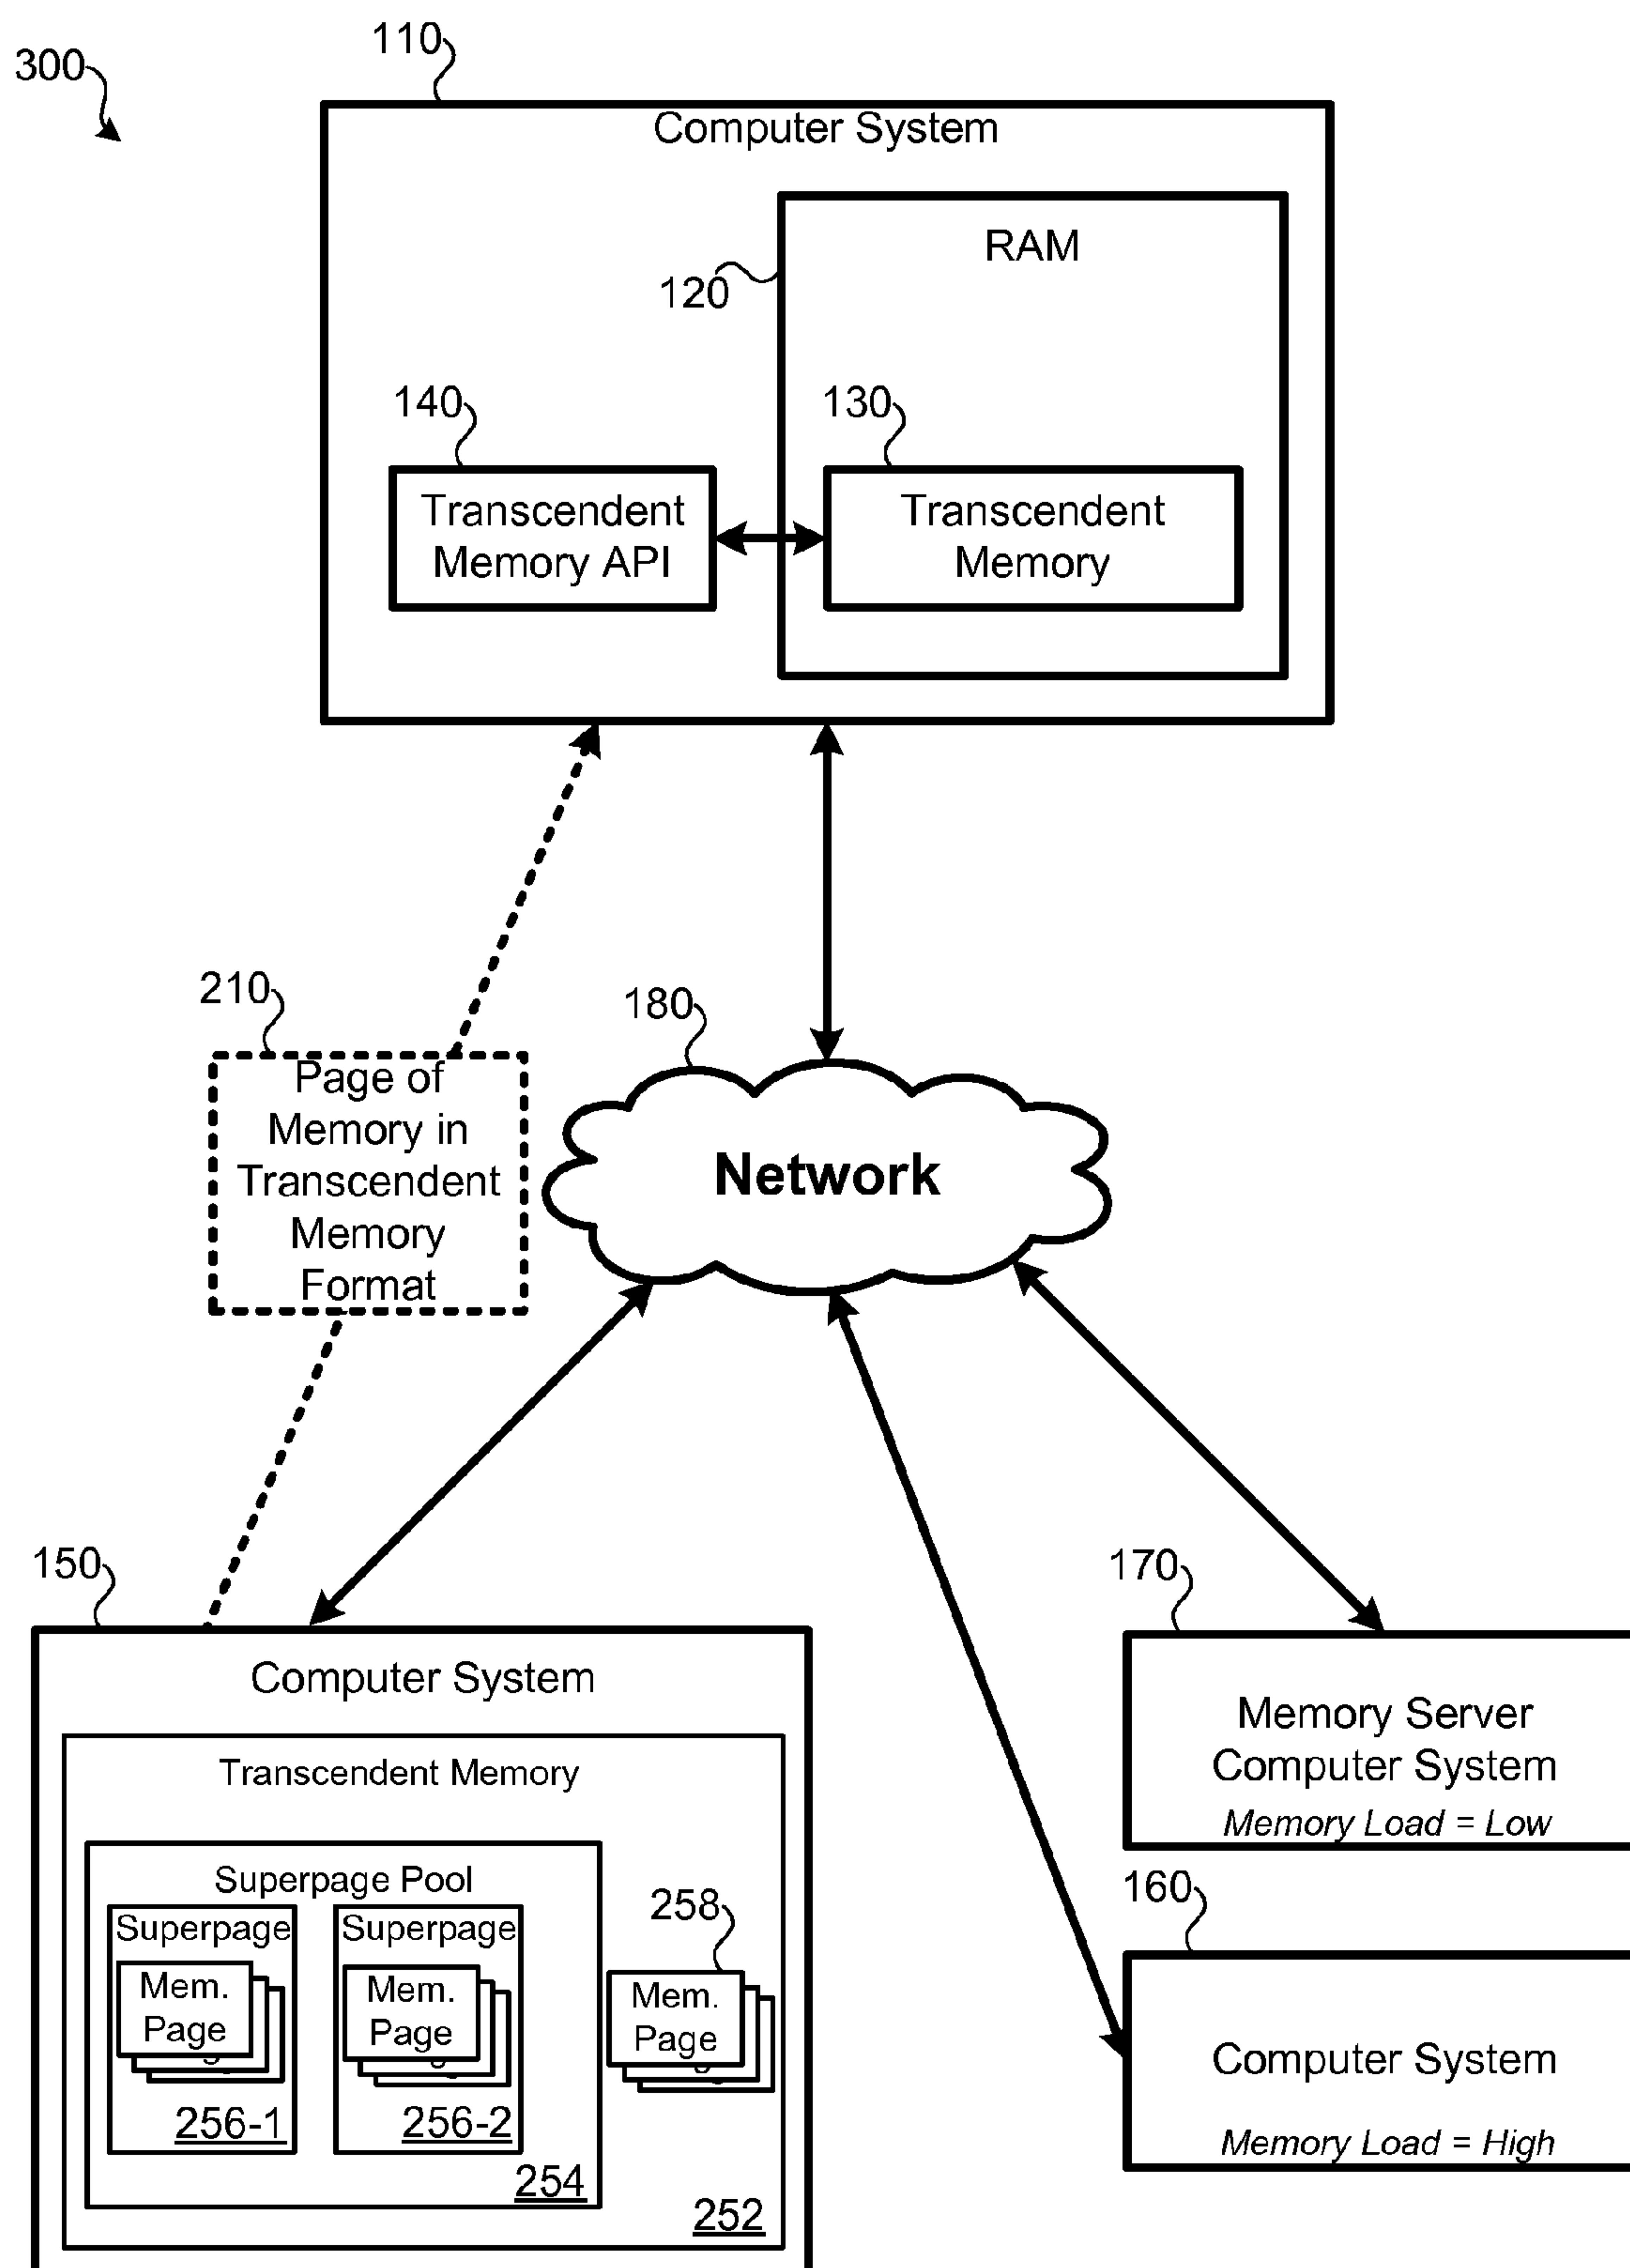 300
110
Computer System
RAM
120
140
130
Transcendent
Memory API
Transcendent
Memory
210
180
Page of
Memory in
Transcendent
Memory
Format
Network
150
170
Computer System
Memory Server
Computer System
Memory Load = Low
Transcendent Memory
Superpage Pool
160
258
Superpage
Superpage
Mem.
Page
Mem.
Page
Mem.
Page
Computer System
Memory Load = High
256-1
256-2
254
252